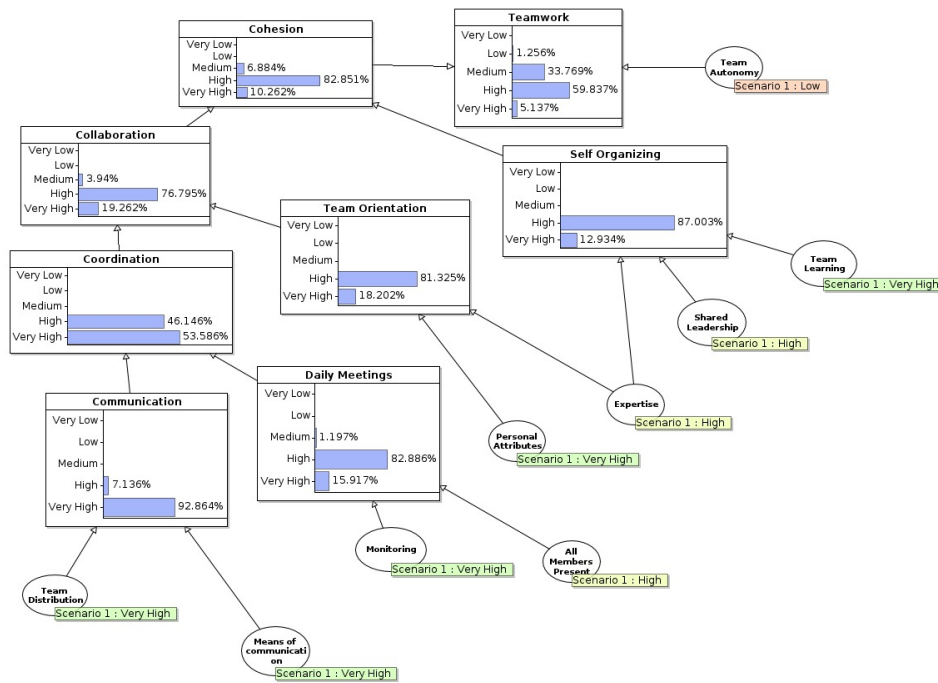 Cohesion
Very Low
Low
Medium 6.884%
High 82.851%
Very High 10.262%
Teamwork
Very Low
Low 1.256%
Medium 33.769%
High 59.837%
Very High 5.137%
Team
Autonomy
Scenario 1 : Low
Collaboration
Very Low
Low
Medium 3.94%
High 76.795%
Very High 19.262%
Self Organizing
Very Low
Low
Medium
High 87.003%
Very High 12.934%
Team Orientation
Very Low
Low
Medium
High 81.325%
Very High 18.202%
Team
Learning
Scenario 1 : Very High
Coordination
Very Low
Low
Medium
High 46.146%
Very High 53.586%
Shared
Leadership
Scenario 1 : High
Daily Meetings
Very Low
Low
Medium 1.197%
High 82.886%
Very High 15.917%
Expertise
Scenario 1 : High
Communication
Very Low
Low
Medium
High 7.136%
Very High 92.864%
Personal
Attributes
Scenario 1 : Very High
Monitoring
Scenario 1 : Very High
All
Members
Present
Scenario 1 : High
Team
Distribution
Scenario 1 : Very High
Means of
communicati
on
Scenario 1 : Very High